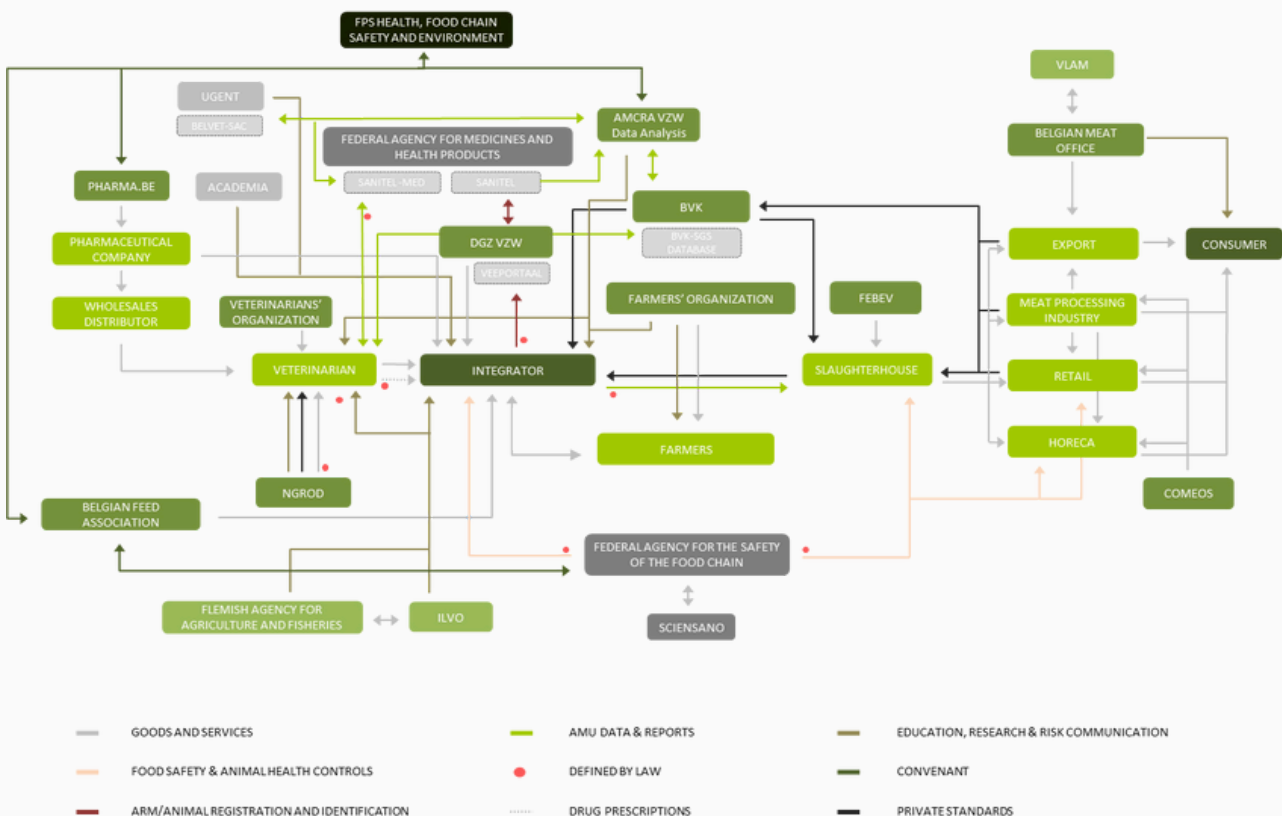 FPS HEALTH, FOOD CHAIN
SAFETY AND ENVIRONMENT
VLAM
UGENT
BELVET-SAC
AMCRA VZW
Data Analysis
FEDERAL AGENCY FOR MEDICINES AND
HEALTH PRODUCTS
BELGIAN MEAT
OFFICE
PHARMA.BE
ACADEMIA
SANITEL-MED
SANITEL
BVK
BVK-SGS
DATABASE
PHARMACEUTICAL
COMPANY
DGZ VZW
VEEPORTAAL
EXPORT
CONSUMER
WHOLESALES
DISTRIBUTOR
VETERINARIANS'
ORGANIZATION
FARMERS' ORGANIZATION
FEBEV
MEAT PROCESSING
INDUSTRY
VETERINARIAN
INTEGRATOR
SLAUGHTERHOUSE
RETAIL
FARMERS
HORECA
NGROD
COMEOS
BELGIAN FEED
ASSOCIATION
FEDERAL AGENCY FOR THE SAFETY
OF THE FOOD CHAIN
FLEMISH AGENCY FOR
AGRICULTURE AND FISHERIES
ILVO
SCIENSANO
GOODS AND SERVICES
AMU DATA & REPORTS
EDUCATION, RESEARCH & RISK COMMUNICATION
FOOD SAFETY & ANIMAL HEALTH CONTROLS
DEFINED BY LAW
CONVENANT
ARM/ANIMAL REGISTRATION AND IDENTIFICATION
DRUG PRESCRIPTIONS
PRIVATE STANDARDS